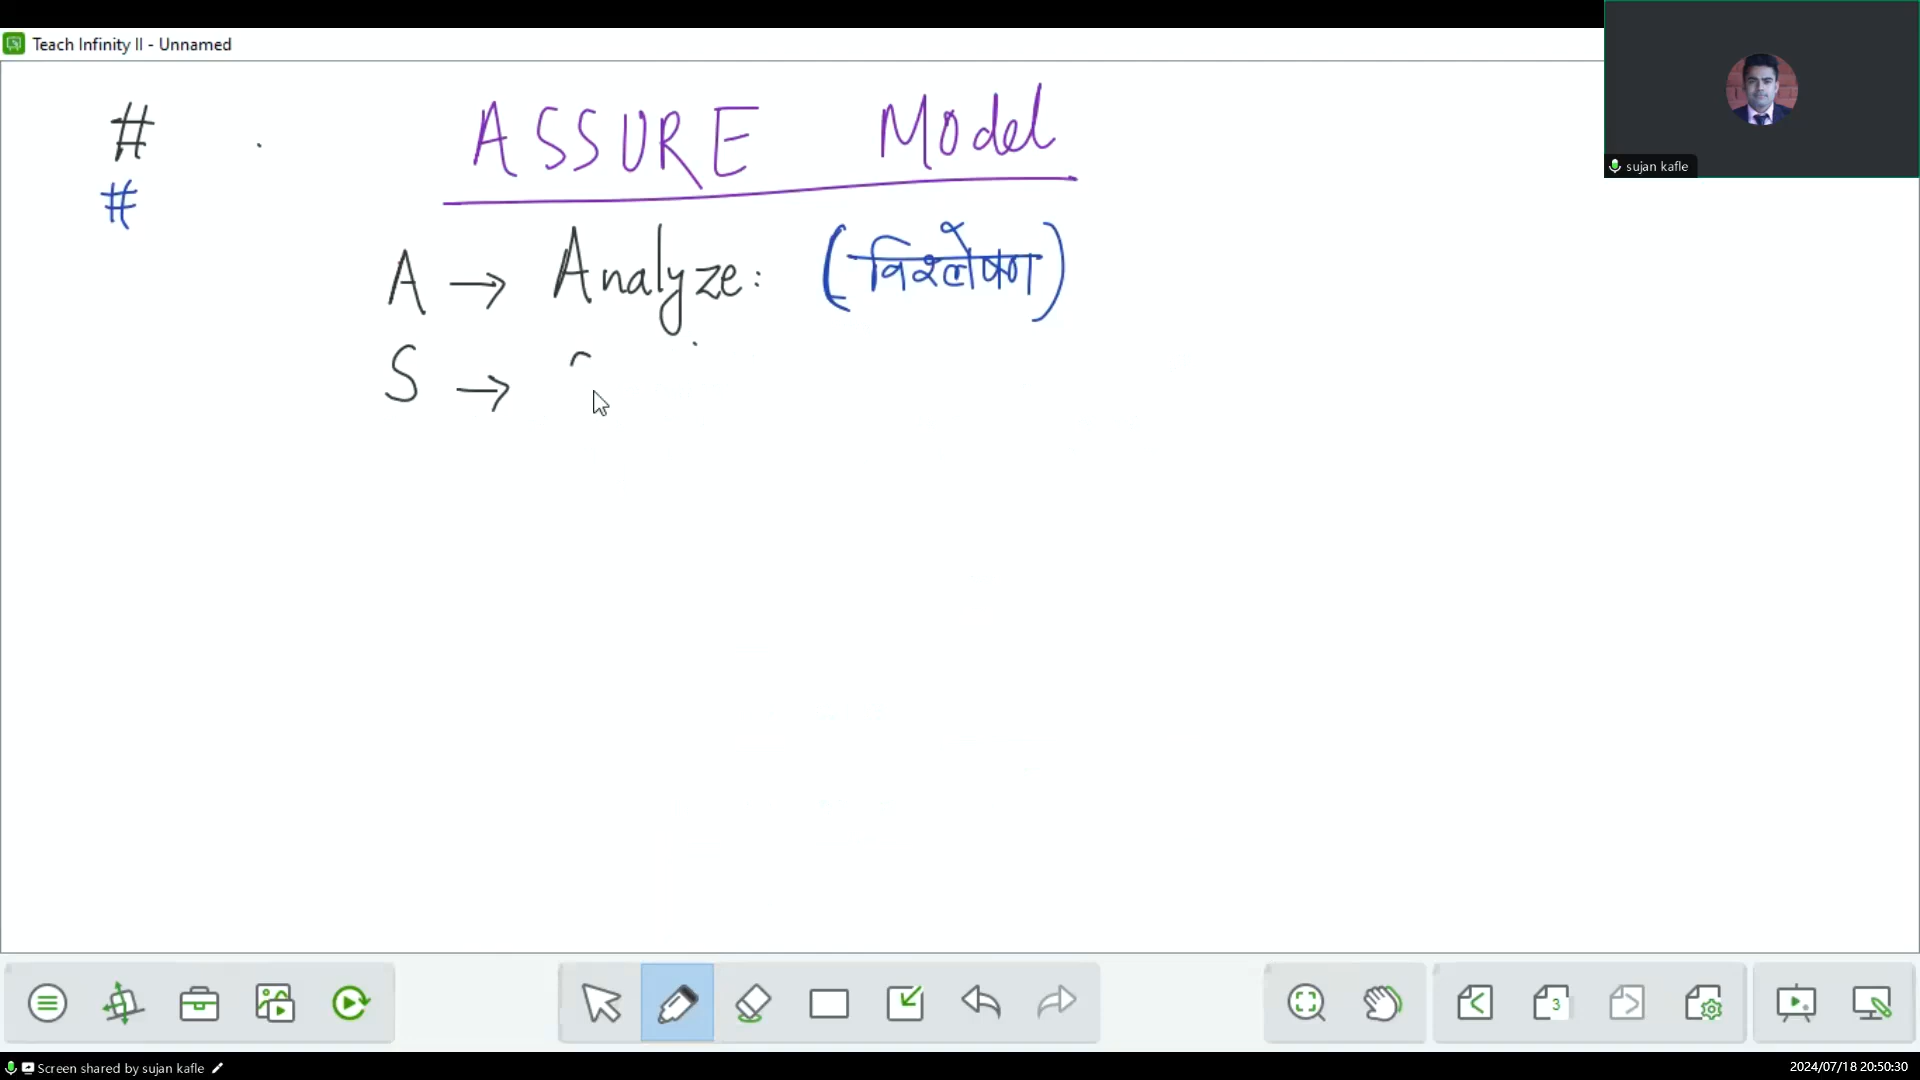 Teach Infinity II - Unnamed
sujan kafle
# ASSURE Model
#
A → Analyze: (विश्लेषण)
S →
3
Screen shared by sujan kafle
2024/07/18 20:50:30